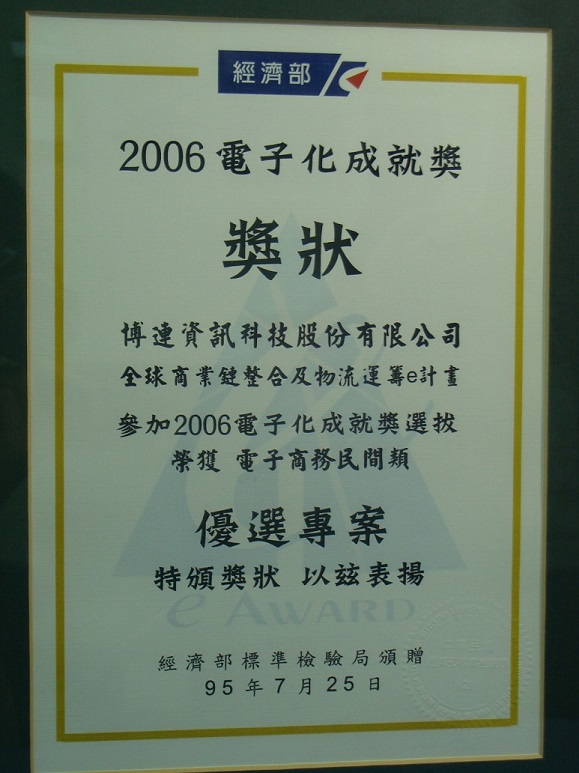 經濟部
2006 電子化成就獎
獎狀
博連資訊科技股份有限公司
全球商業鏈整合及物流運籌e計畫
參加2006電子化成就獎選拔
榮獲 電子商務民間類
優選專案
特頒獎狀 以茲表揚
e AWARD
經濟部標準檢驗局頒贈
95年7月25日